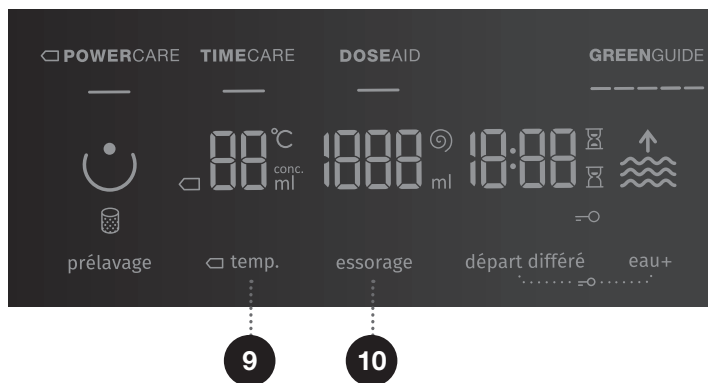 POWERCARE TIMECARE DOSEAID GREENGUIDE
88 °C conc. ml 1888 ml 18:88
prélavage temp. essorage départ différé eau+
9 10